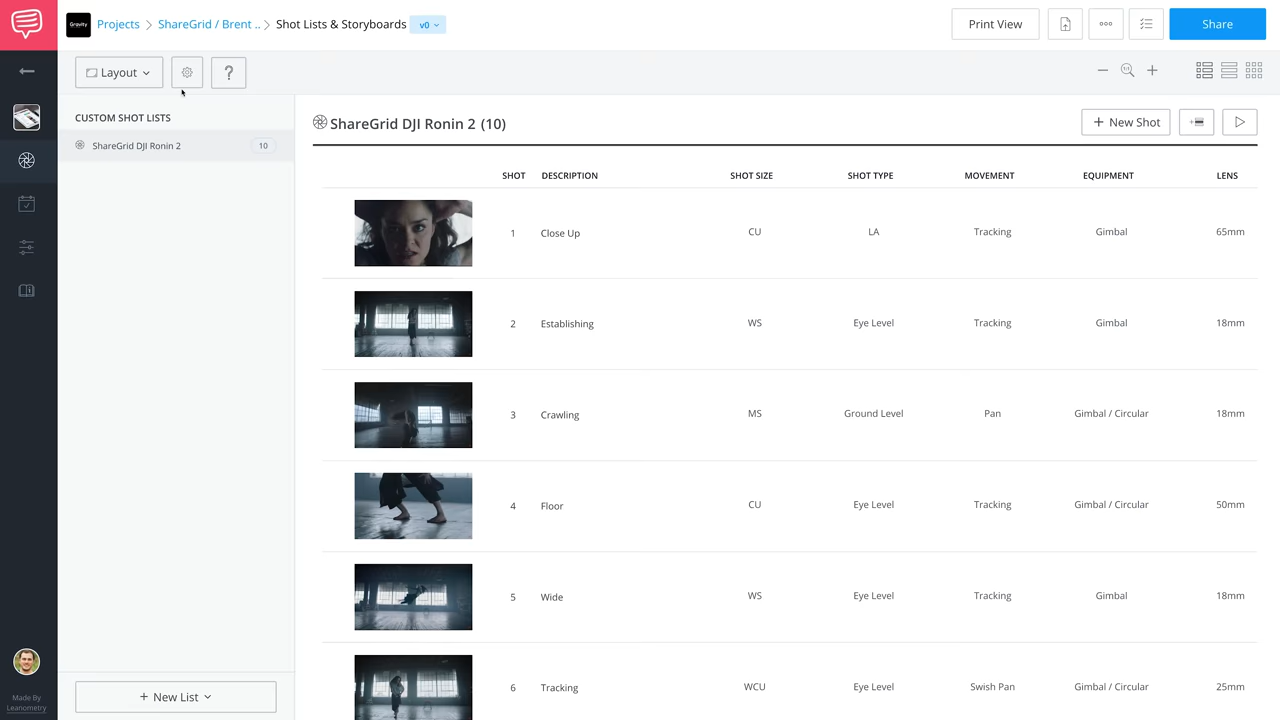 Gravity Projects > ShareGrid / Brent .. > Shot Lists & Storyboards v0 Print View Share
Layout ?
CUSTOM SHOT LISTS
ShareGrid DJI Ronin 2 10
ShareGrid DJI Ronin 2 (10) + New Shot
SHOT DESCRIPTION SHOT SIZE SHOT TYPE MOVEMENT EQUIPMENT LENS
1 Close Up CU LA Tracking Gimbal 65mm
2 Establishing WS Eye Level Tracking Gimbal 18mm
3 Crawling MS Ground Level Pan Gimbal / Circular 18mm
4 Floor CU Eye Level Tracking Gimbal / Circular 50mm
5 Wide WS Eye Level Tracking Gimbal 18mm
6 Tracking WCU Eye Level Swish Pan Gimbal / Circular 25mm
+ New List
Made By
Leanometry